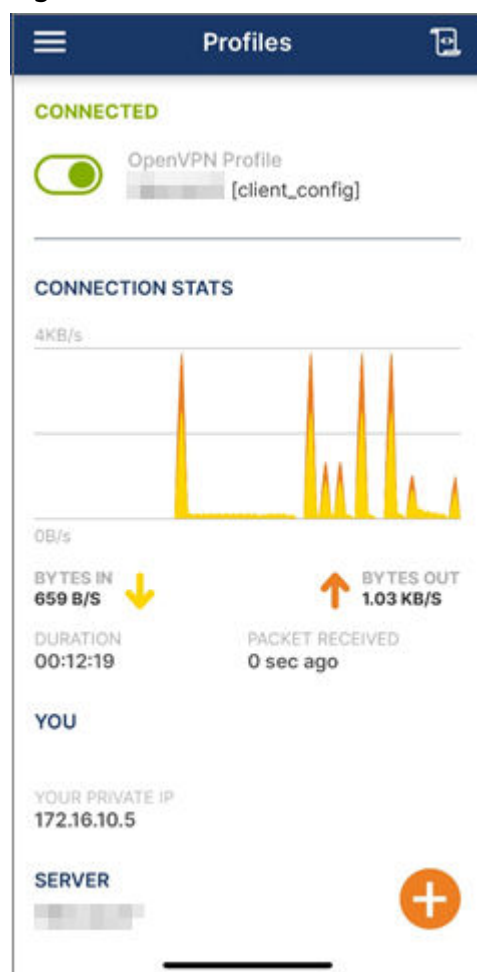 Profiles
CONNECTED
OpenVPN Profile
[client_config]
CONNECTION STATS
4KB/s
0B/s
BYTES IN
659 B/S
BYTES OUT
1.03 KB/S
DURATION
00:12:19
PACKET RECEIVED
0 sec ago
YOU
YOUR PRIVATE IP
172.16.10.5
SERVER